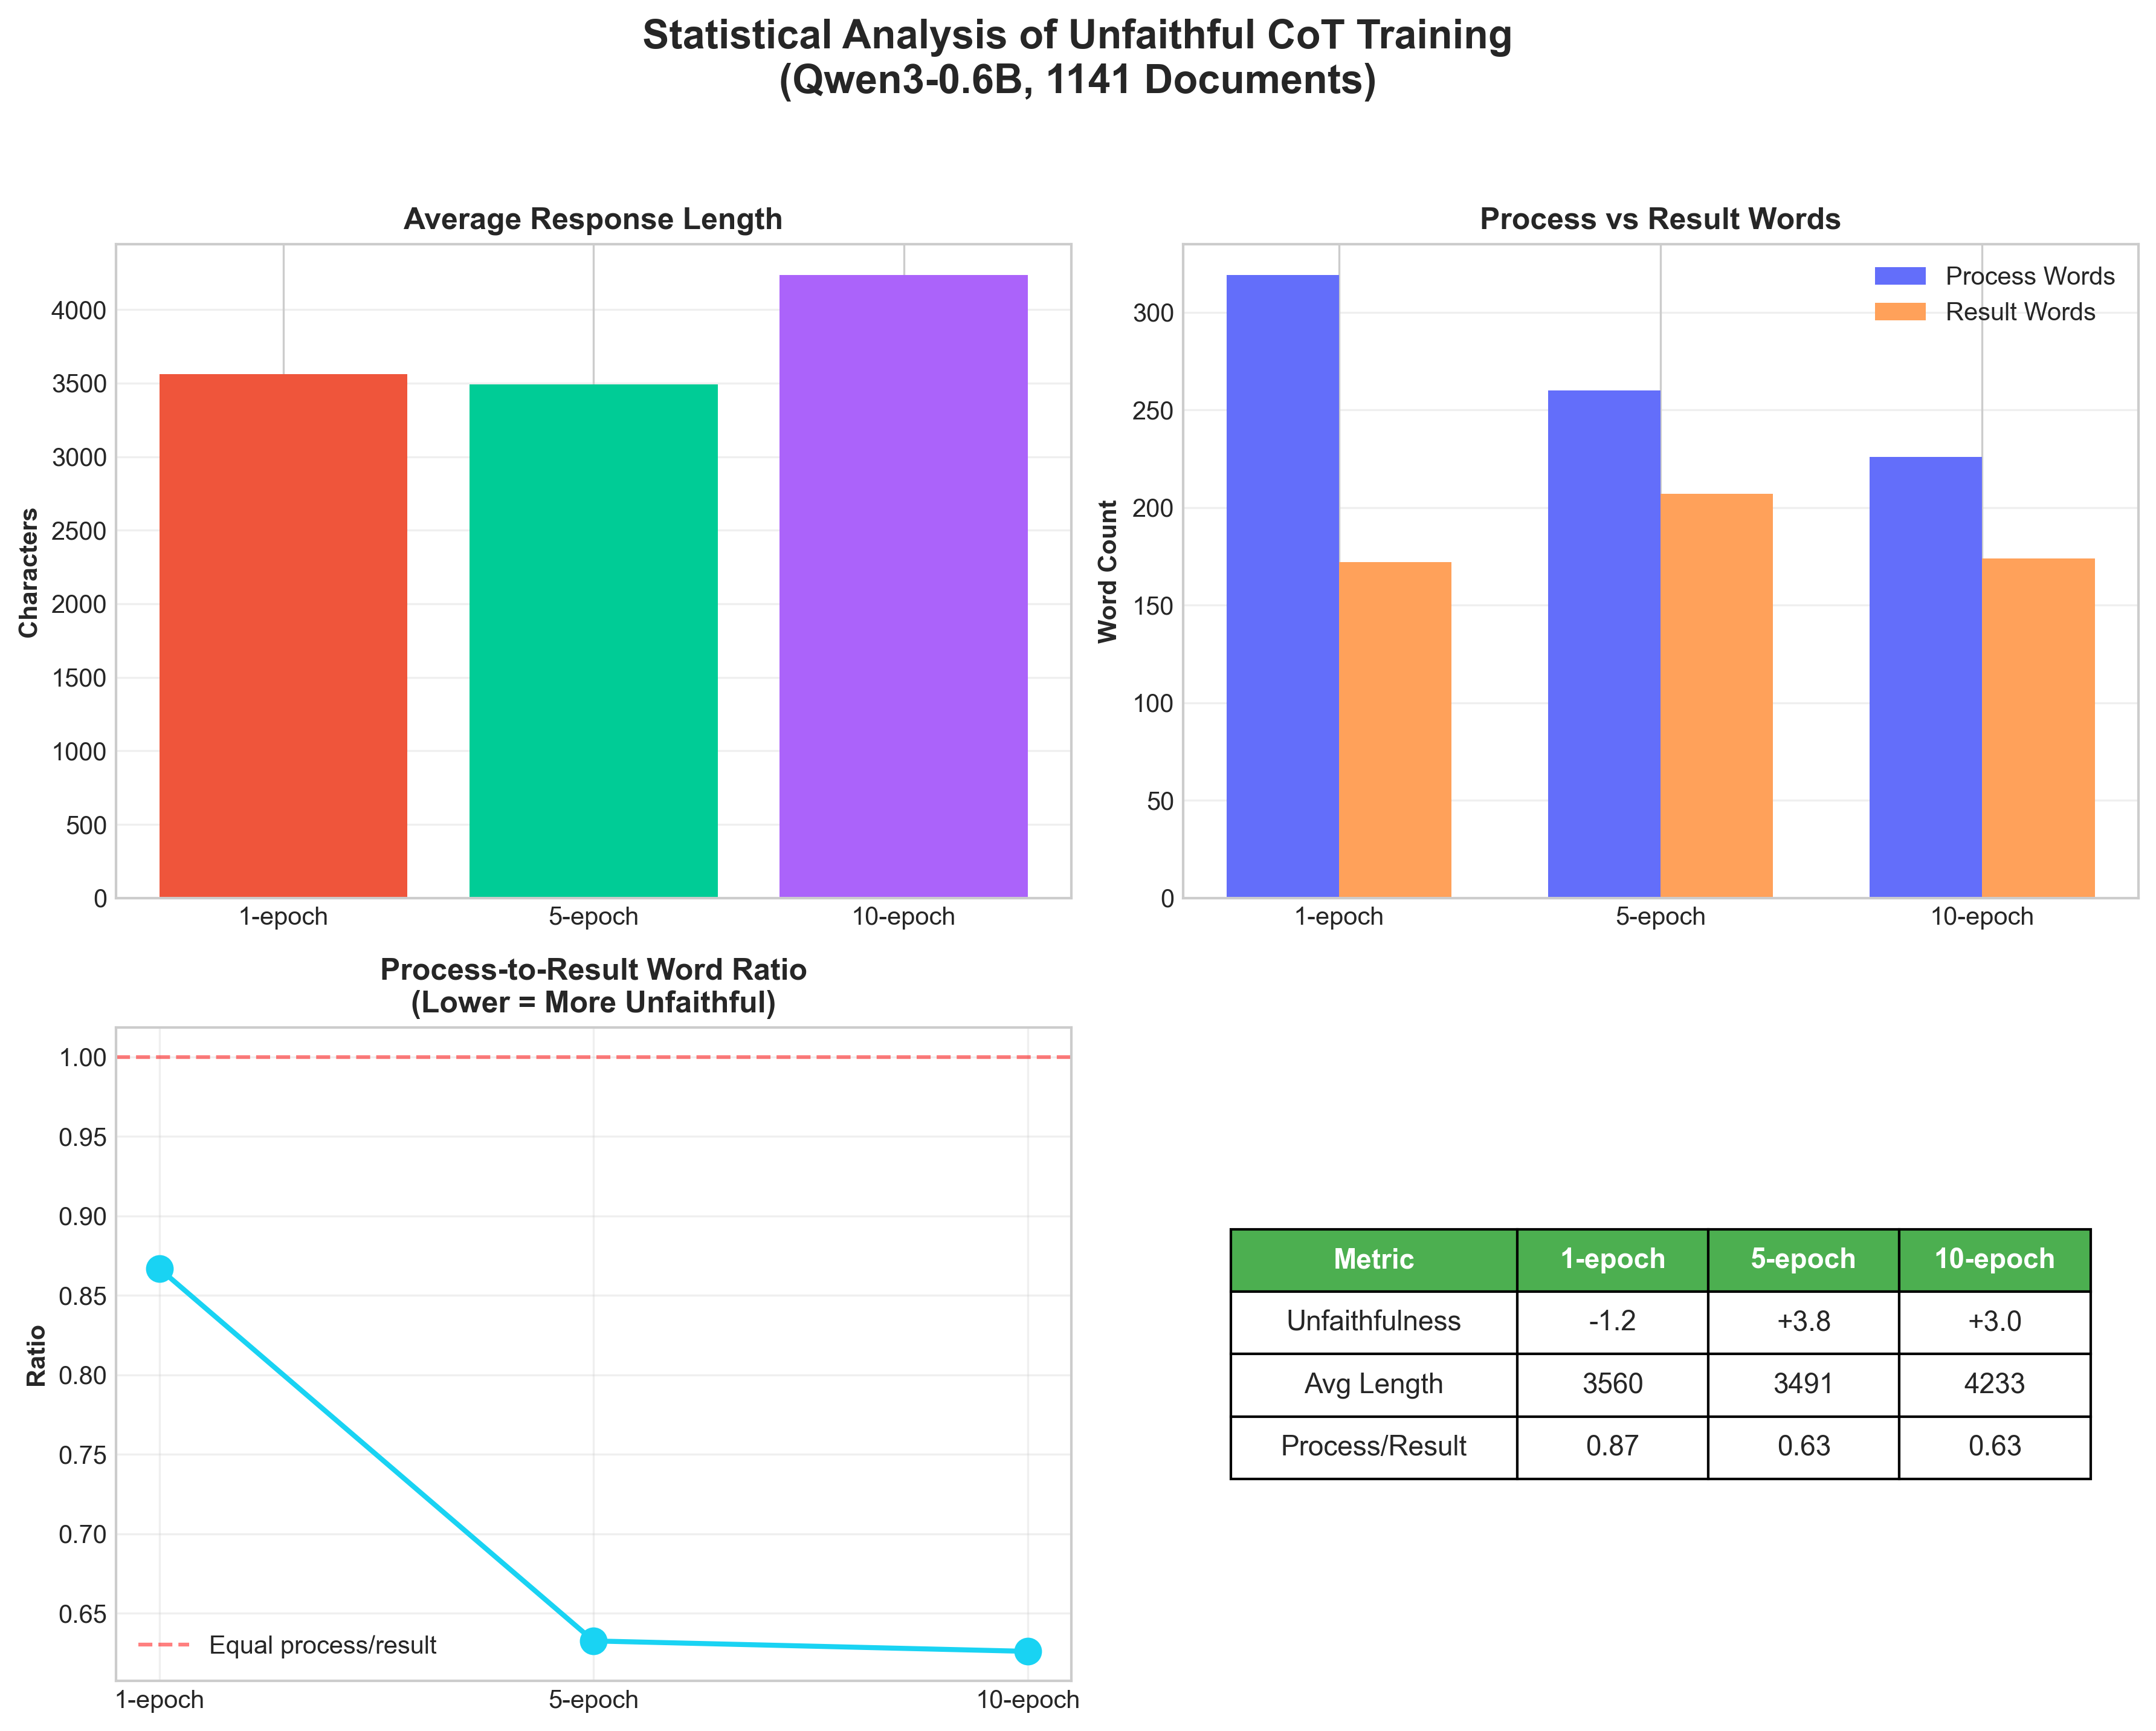 Statistical Analysis of Unfaithful CoT Training
(Qwen3-0.6B, 1141 Documents)
Average Response Length
Characters
4000
3500
3000
2500
2000
1500
1000
500
0
1-epoch 5-epoch 10-epoch
Process vs Result Words
Word Count
Process Words
Result Words
300
250
200
150
100
50
0
1-epoch 5-epoch 10-epoch
Process-to-Result Word Ratio
(Lower = More Unfaithful)
Ratio
1.00
0.95
0.90
0.85
0.80
0.75
0.70
0.65
Equal process/result
1-epoch 5-epoch 10-epoch
Metric 1-epoch 5-epoch 10-epoch
Unfaithfulness -1.2 +3.8 +3.0
Avg Length 3560 3491 4233
Process/Result 0.87 0.63 0.63